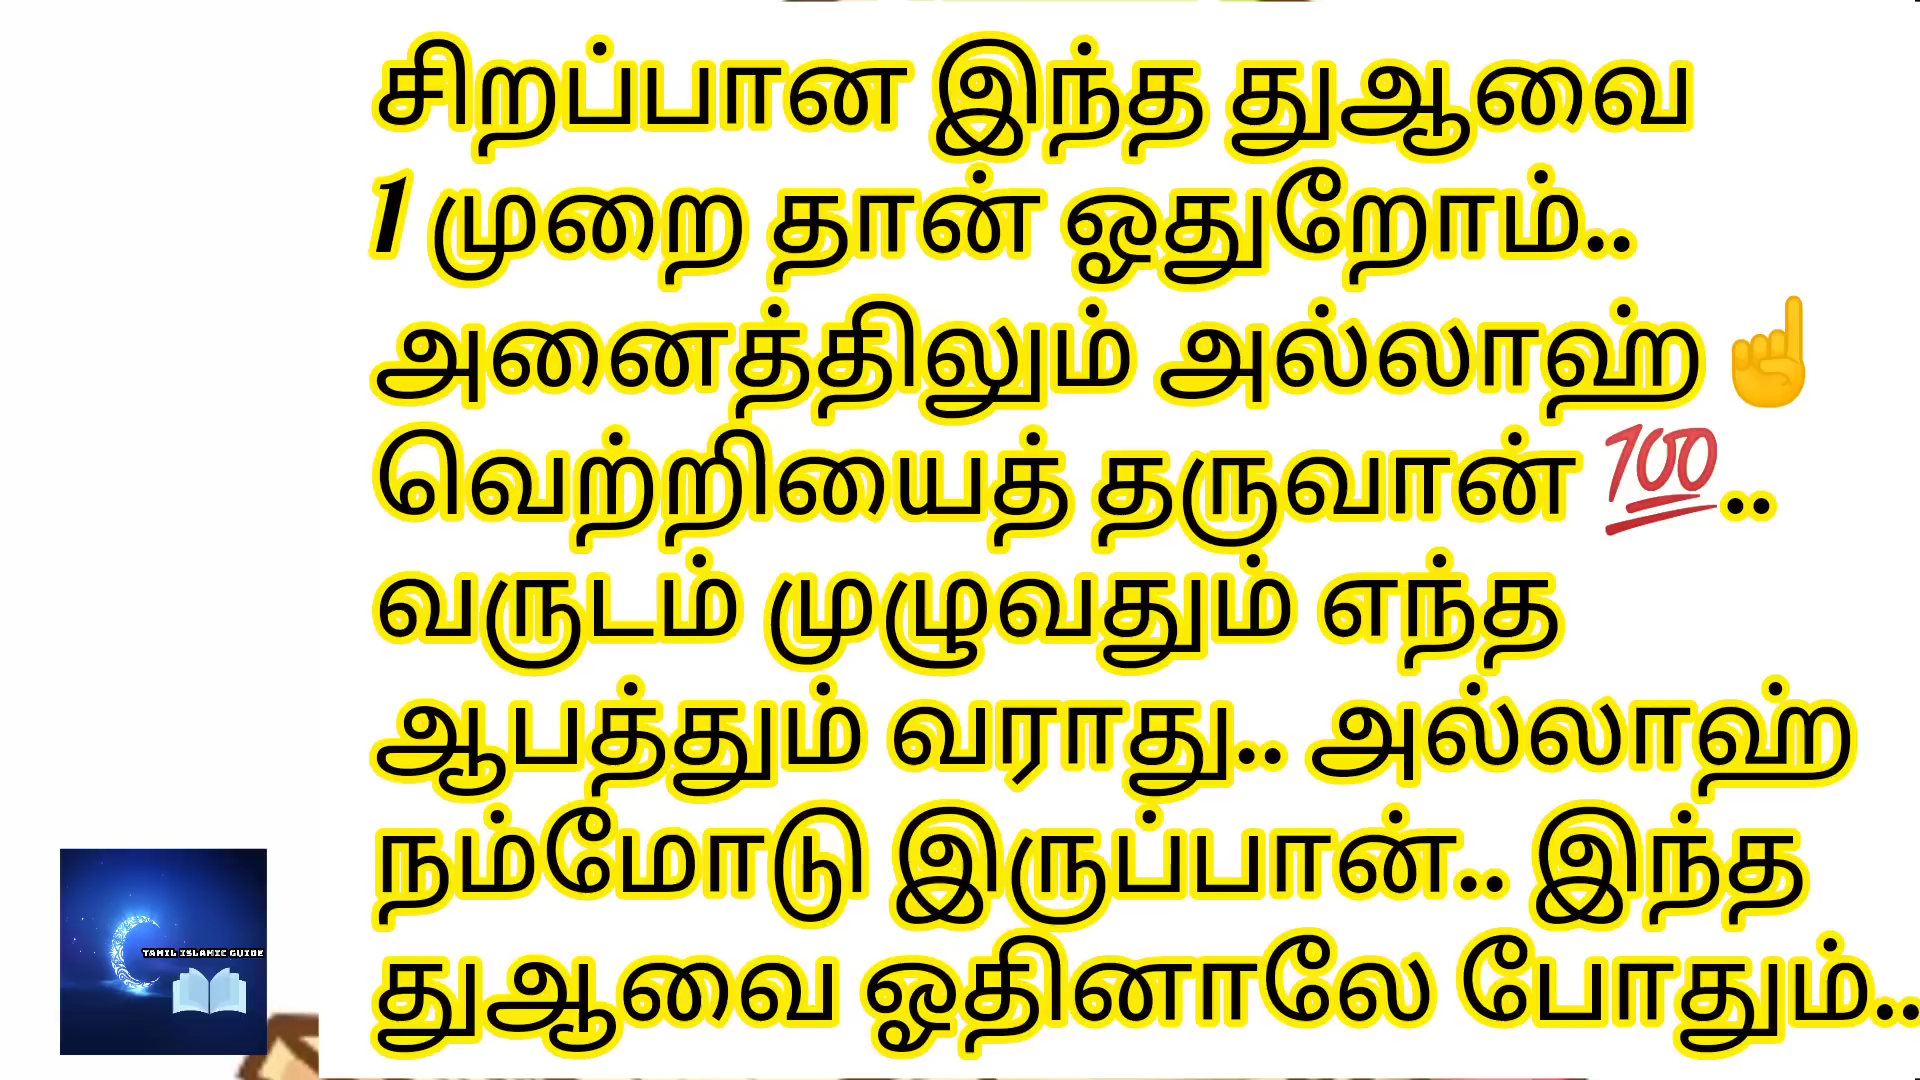 சிறப்பான இந்த துஆவை
1 முறை தான் ஓதுறோம்..
அனைத்திலும் அல்லாஹ்☝
வெற்றியைத் தருவான் 💯..
வருடம் முழுவதும் எந்த
ஆபத்தும் வராது.. அல்லாஹ்
நம்மோடு இருப்பான்.. இந்த
துஆவை ஓதினாலே போதும்..
TAMIL ISLAMIC GUIDE